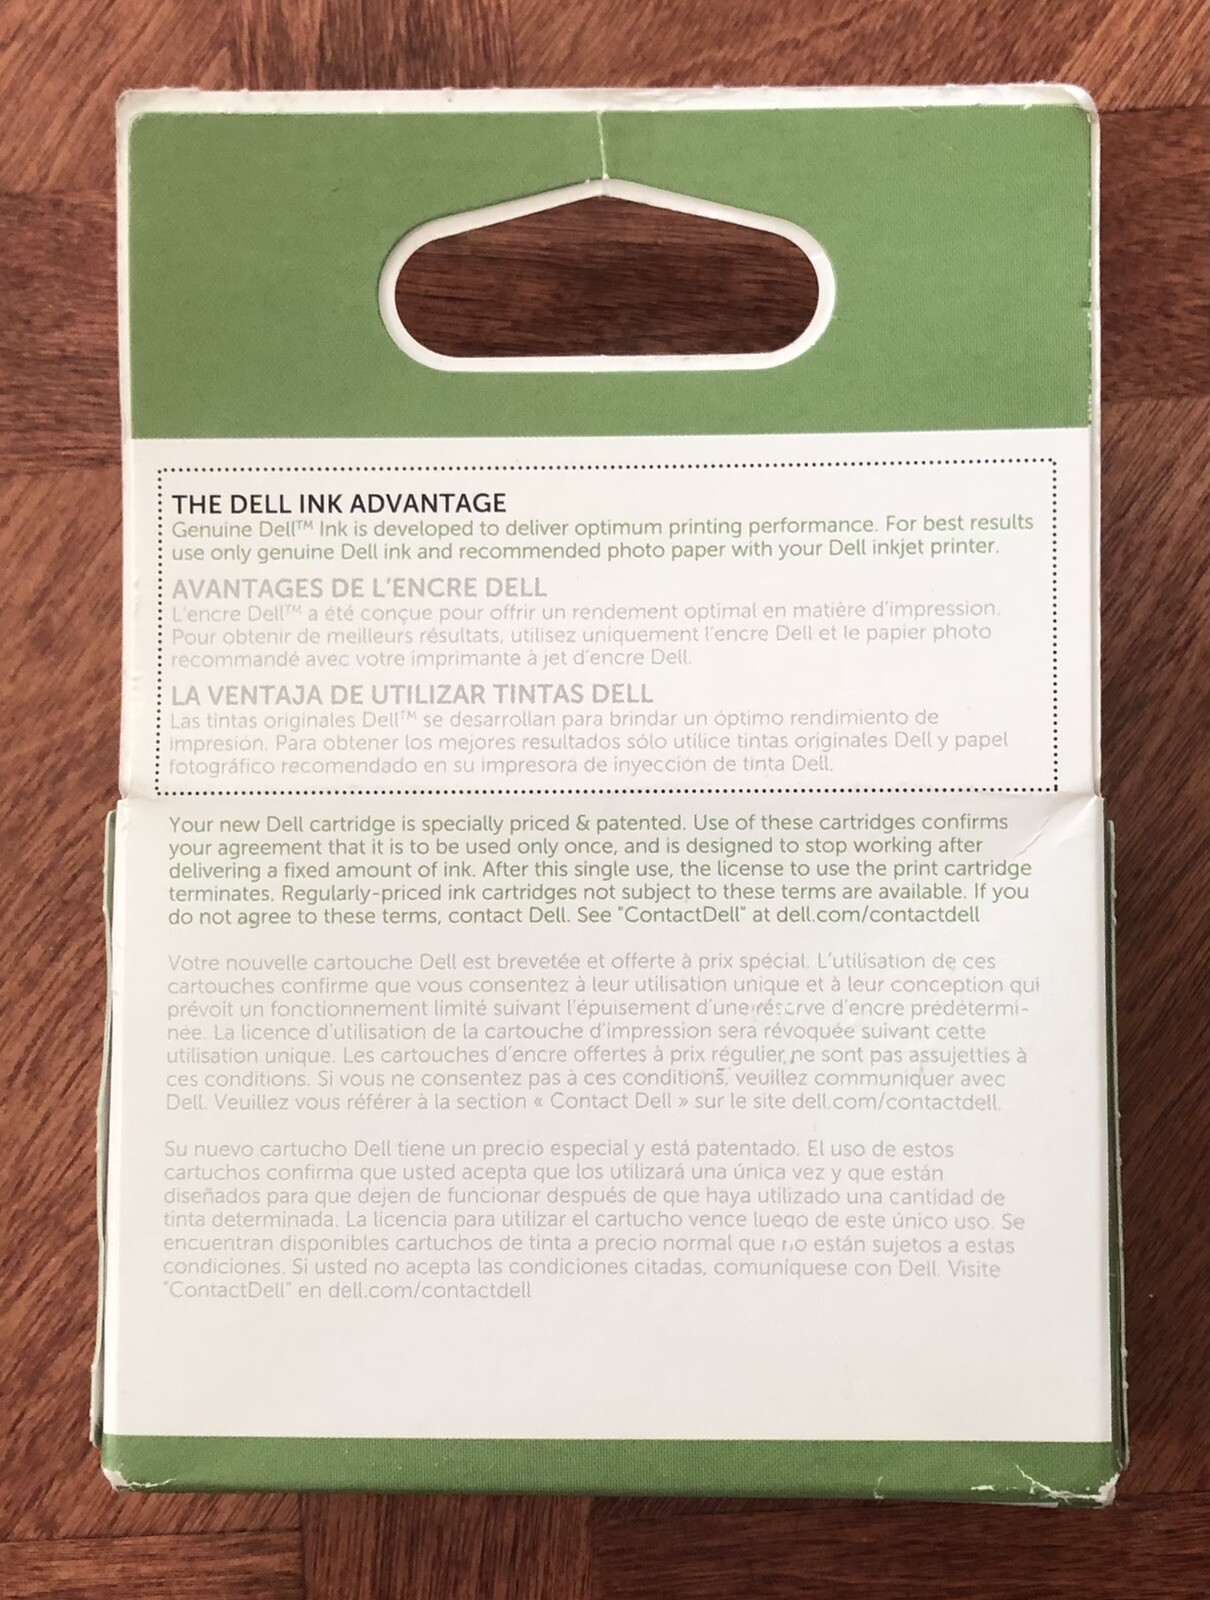 THE DELL INK ADVANTAGE
Genuine Dell™ Ink is developed to deliver optimum printing performance. For best results
use only genuine Dell ink and recommended photo paper with your Dell inkjet printer.
AVANTAGES DE L'ENCRE DELL
L'encre Dell™ a été conçue pour offrir un rendement optimal en matière d'impression.
Pour obtenir de meilleurs résultats, utilisez uniquement l'encre Dell et le papier photo
recommandé avec votre imprimante à jet d'encre Dell.
LA VENTAJA DE UTILIZAR TINTAS DELL
Las tintas originales Dell™ se desarrollan para brindar un óptimo rendimiento de
impresión. Para obtener los mejores resultados sólo utilice tintas originales Dell y papel
fotográfico recomendado en su impresora de inyección de tinta Dell.
Your new Dell cartridge is specially priced & patented. Use of these cartridges confirms
your agreement that it is to be used only once, and is designed to stop working after
delivering a fixed amount of ink. After this single use, the license to use the print cartridge
terminates. Regularly-priced ink cartridges not subject to these terms are available. If you
do not agree to these terms, contact Dell. See "ContactDell" at dell.com/contactdell
Votre nouvelle cartouche Dell est brevetée et offerte à prix spécial. L'utilisation de ces
cartouches confirme que vous consentez à leur utilisation unique et à leur conception qui
prévoit un fonctionnement limité suivant l'épuisement d'une réserve d'encre prédétermi-
née. La licence d'utilisation de la cartouche d'impression sera révoquée suivant cette
utilisation unique. Les cartouches d'encre offertes à prix régulier ne sont pas assujetties à
ces conditions. Si vous ne consentez pas à ces conditions, veuillez communiquer avec
Dell. Veuillez vous référer à la section « Contact Dell » sur le site dell.com/contactdell.
Su nuevo cartucho Dell tiene un precio especial y está patentado. El uso de estos
cartuchos confirma que usted acepta que los utilizará una única vez y que están
diseñados para que dejen de funcionar después de que haya utilizado una cantidad de
tinta determinada. La licencia para utilizar el cartucho vence luego de este único uso. Se
encuentran disponibles cartuchos de tinta a precio normal que no están sujetos a estas
condiciones. Si usted no acepta las condiciones citadas, comuníquese con Dell. Visite
"ContactDell" en dell.com/contactdell